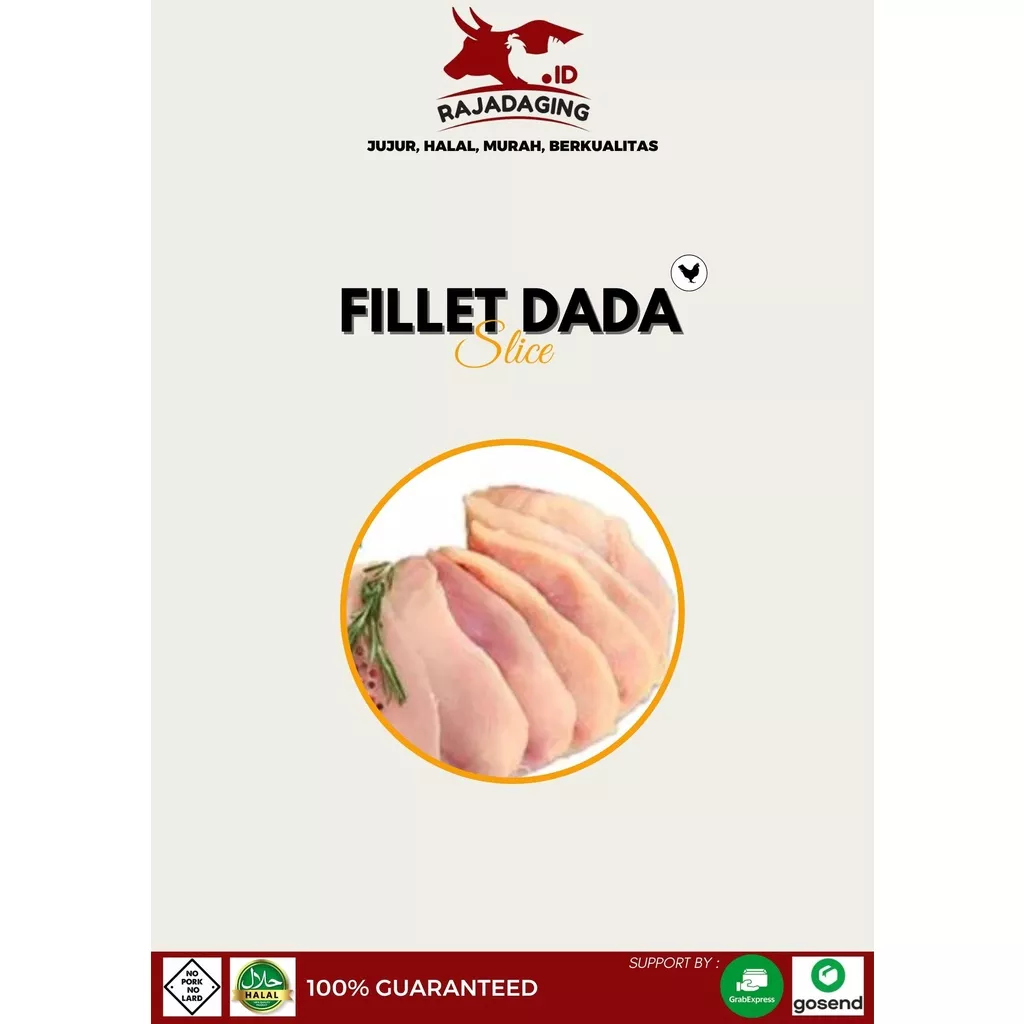 .ID
RAJADAGING
JUJUR, HALAL, MURAH, BERKUALITAS
FILLET DADA
Slice
NO
PORK
NO
LARD
حلال
HALAL
100% GUARANTEED
SUPPORT BY :
GrabExpress
gosend